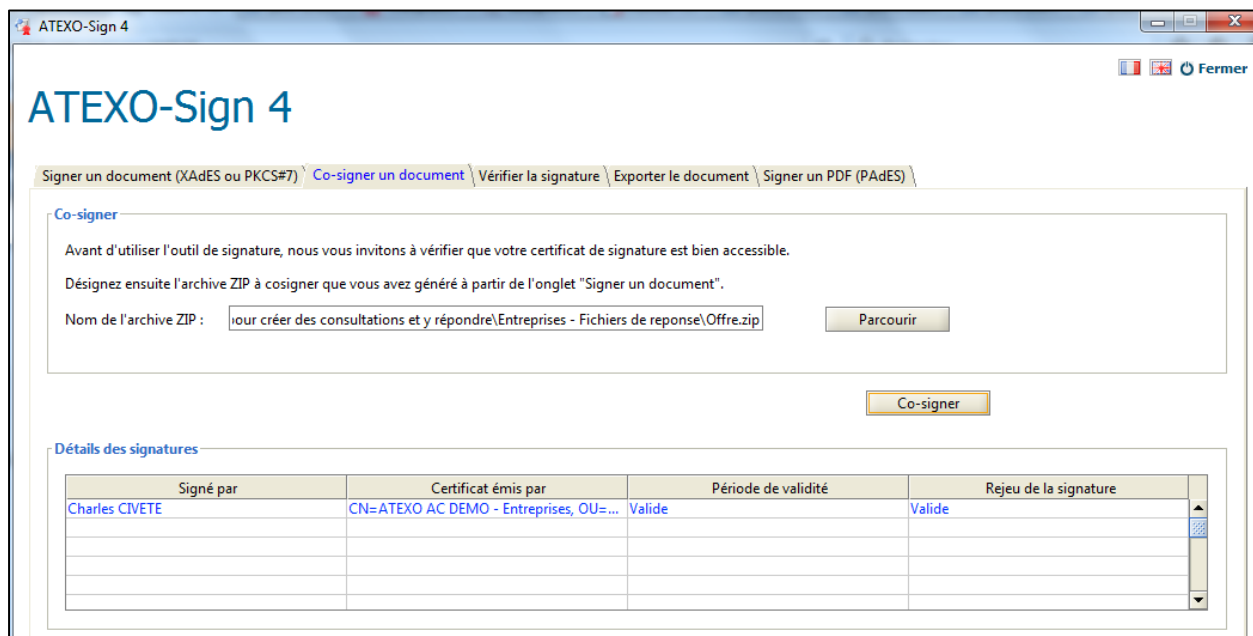 ATEXO-Sign 4
Fermer
ATEXO-Sign 4
Signer un document (XAdES ou PKCS#7) Co-signer un document Vérifier la signature Exporter le document Signer un PDF (PAdES)
Co-signer
Avant d'utiliser l'outil de signature, nous vous invitons à vérifier que votre certificat de signature est bien accessible.
Désignez ensuite l'archive ZIP à cosigner que vous avez généré à partir de l'onglet "Signer un document".
Nom de l'archive ZIP : pour créer des consultations et y répondre\Entreprises - Fichiers de reponse\Offre.zip Parcourir
Co-signer
Détails des signatures
Signé par Certificat émis par Période de validité Rejeu de la signature
Charles CIVETE CN=ATEXO AC DEMO - Entreprises, OU=... Valide Valide